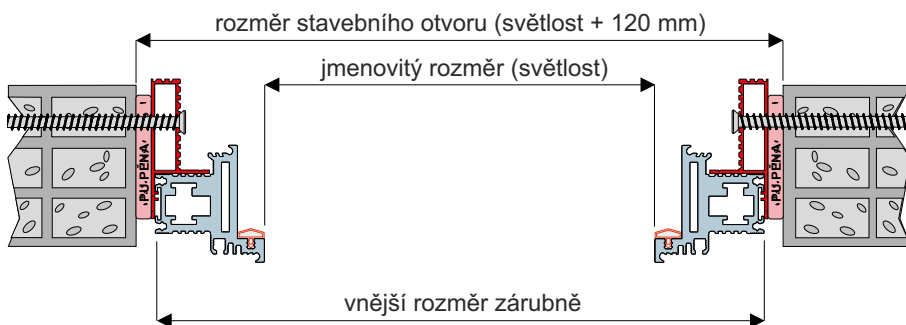 rozměr stavebního otvoru (světlost + 120 mm)
jmenovitý rozměr (světlost)
PU PĚNA
PU PĚNA
vnější rozměr zárubně